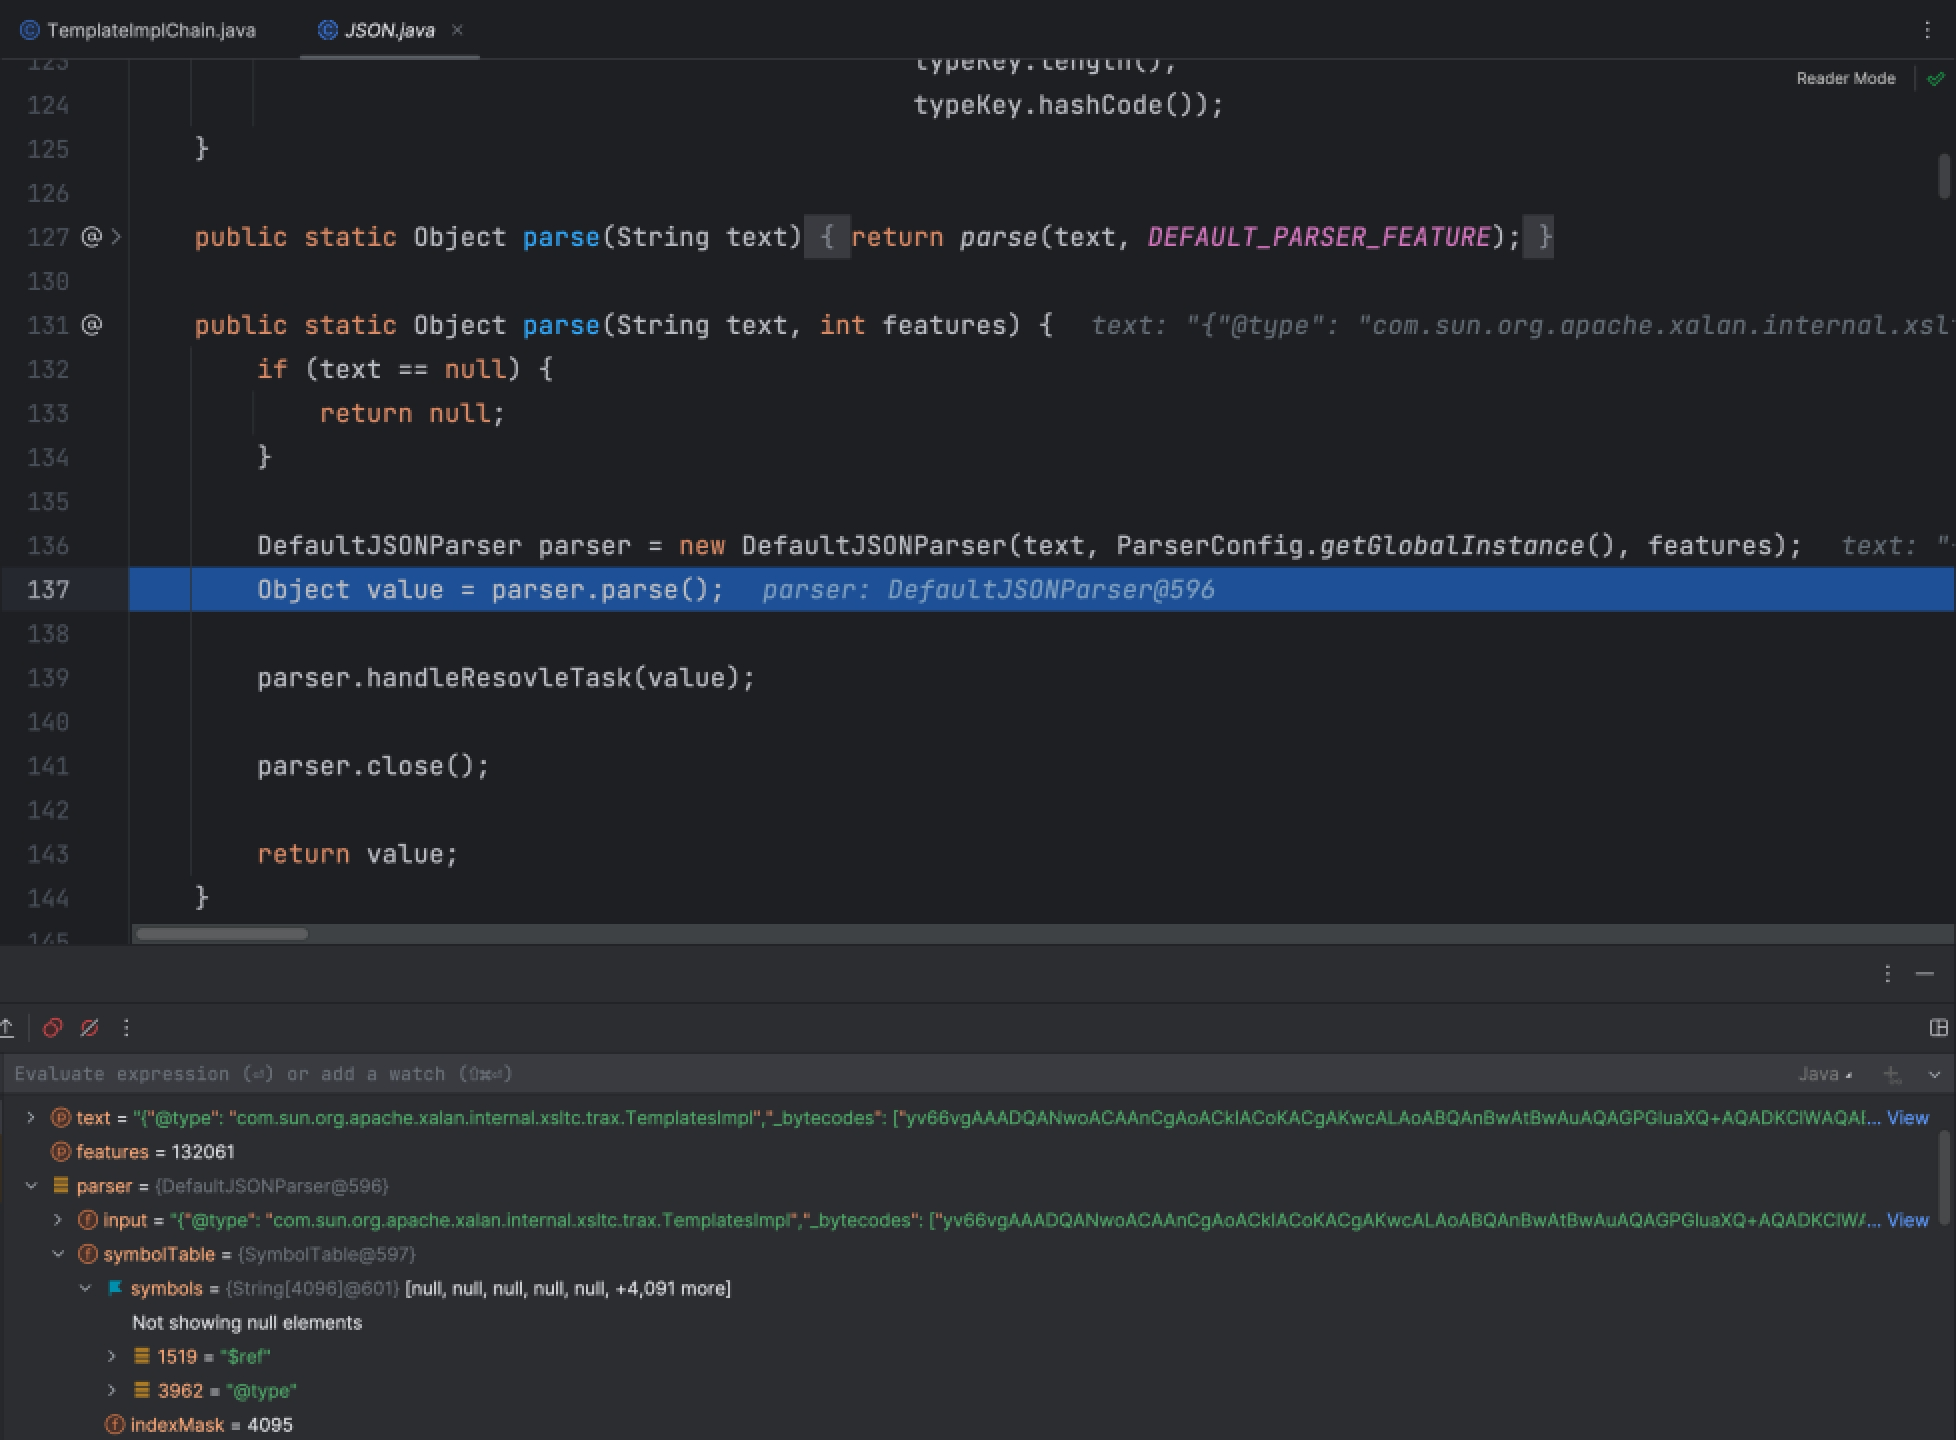 TemplateImplChain.java
JSON.java
Reader Mode
123 typeKey.length(),
124 typeKey.hashCode());
125 }
126
127 @ public static Object parse(String text) { return parse(text, DEFAULT_PARSER_FEATURE); }
130
131 @ public static Object parse(String text, int features) { text: "{"@type": "com.sun.org.apache.xalan.internal.xslt
132 if (text == null) {
133 return null;
134 }
135
136 DefaultJSONParser parser = new DefaultJSONParser(text, ParserConfig.getGlobalInstance(), features); text: "
137 Object value = parser.parse(); parser: DefaultJSONParser@596
138
139 parser.handleResovleTask(value);
140
141 parser.close();
142
143 return value;
144 }
145
Evaluate expression (⏎) or add a watch (⇧⌘⏎)
Java
text = "{"@type": "com.sun.org.apache.xalan.internal.xsltc.trax.TemplatesImpl","_bytecodes": ["yv66vgAAADQANwoACAAnCgAoACklACoKACgAKwcALAoABQAnBwAtBwAuAQAGPGluaXQ+AQADKClWAQAE... View
features = 132061
parser = {DefaultJSONParser@596}
input = "{"@type": "com.sun.org.apache.xalan.internal.xsltc.trax.TemplatesImpl","_bytecodes": ["yv66vgAAADQANwoACAAnCgAoACklACoKACgAKwcALAoABQAnBwAtBwAuAQAGPGluaXQ+AQADKClW... View
symbolTable = {SymbolTable@597}
symbols = {String[4096]@601} [null, null, null, null, null, +4,091 more]
Not showing null elements
1519 = "$ref"
3962 = "@type"
indexMask = 4095